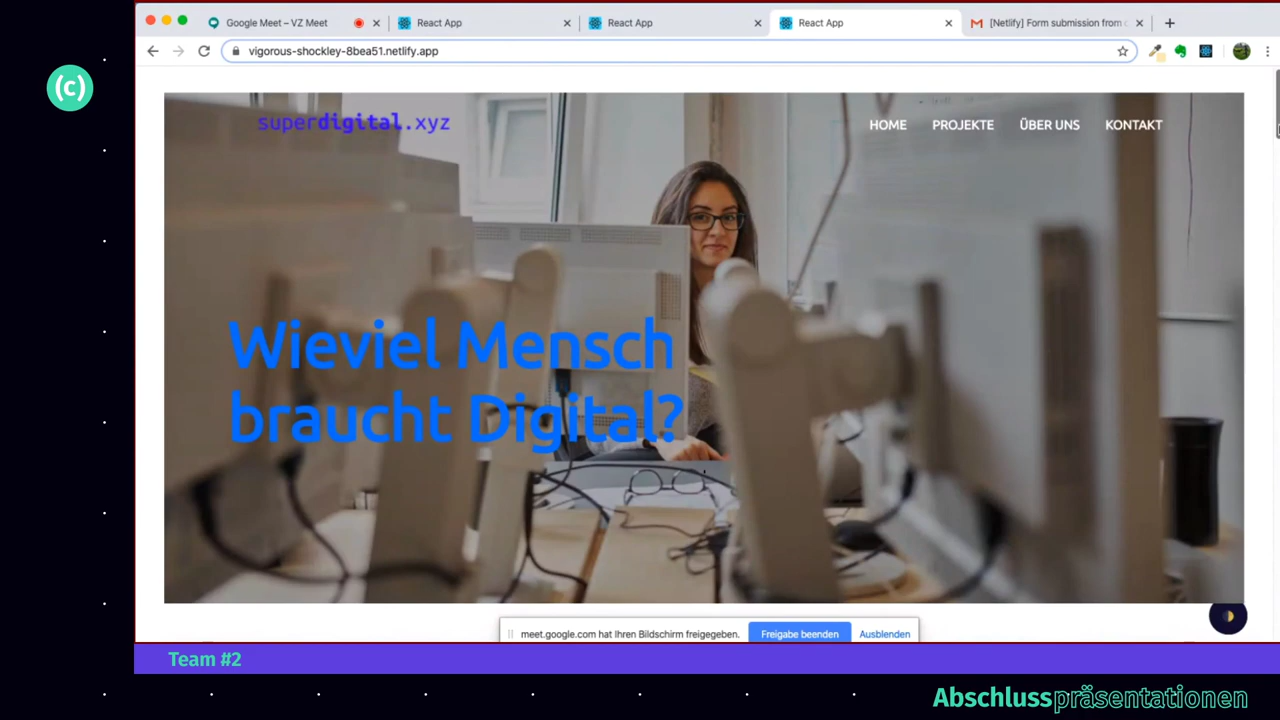 Google Meet – VZ Meet
React App
React App
React App
[Netlify] Form submission from
vigorous-shockley-8bea51.netlify.app
(c)
superdigital.xyz
HOME
PROJEKTE
ÜBER UNS
KONTAKT
Wieviel Mensch
braucht Digital?
meet.google.com hat Ihren Bildschirm freigegeben.
Freigabe beenden
Ausblenden
Team #2
Abschlusspräsentationen